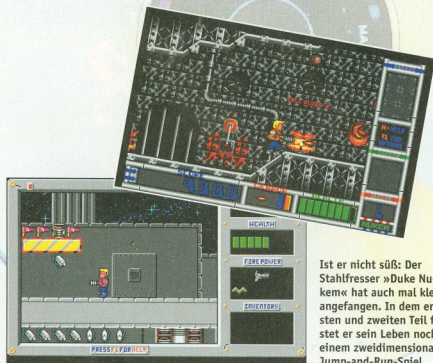 SCORE
HEALTH
FIREPOWER
INVENTORY
PRESS F1 FOR HELP
Ist er nicht süß: Der
Stahlfresser »Duke Nu-
kem« hat auch mal kle
angefangen. In dem er
sten und zweiten Teil f
stet er sein Leben noch
einem zweidimensiona
Jump-and-Run-Spiel